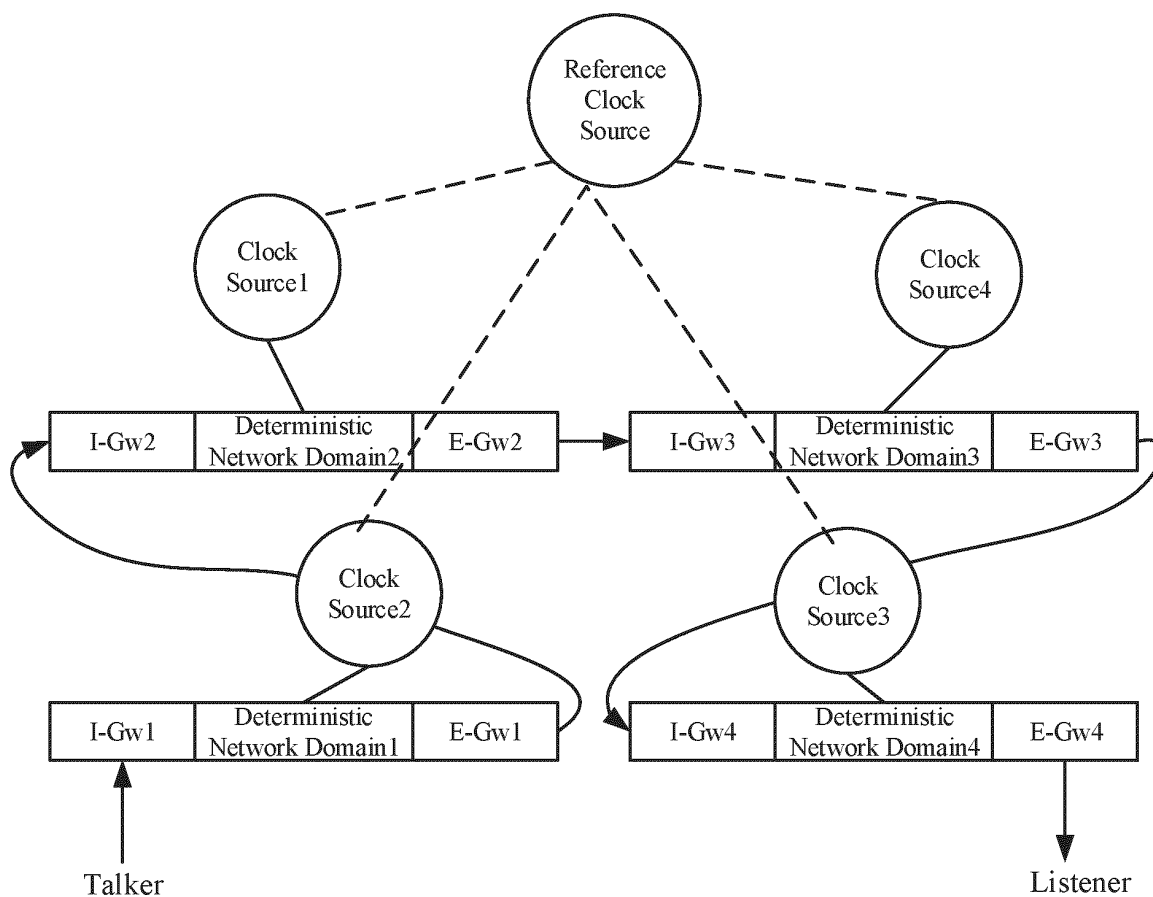 Reference
Clock
Source
Clock
Source1
Clock
Source4
I-Gw2
Deterministic
Network Domain2
E-Gw2
I-Gw3
Deterministic
Network Domain3
E-Gw3
Clock
Source2
Clock
Source3
I-Gw1
Deterministic
Network Domain1
E-Gw1
I-Gw4
Deterministic
Network Domain4
E-Gw4
Talker
Listener